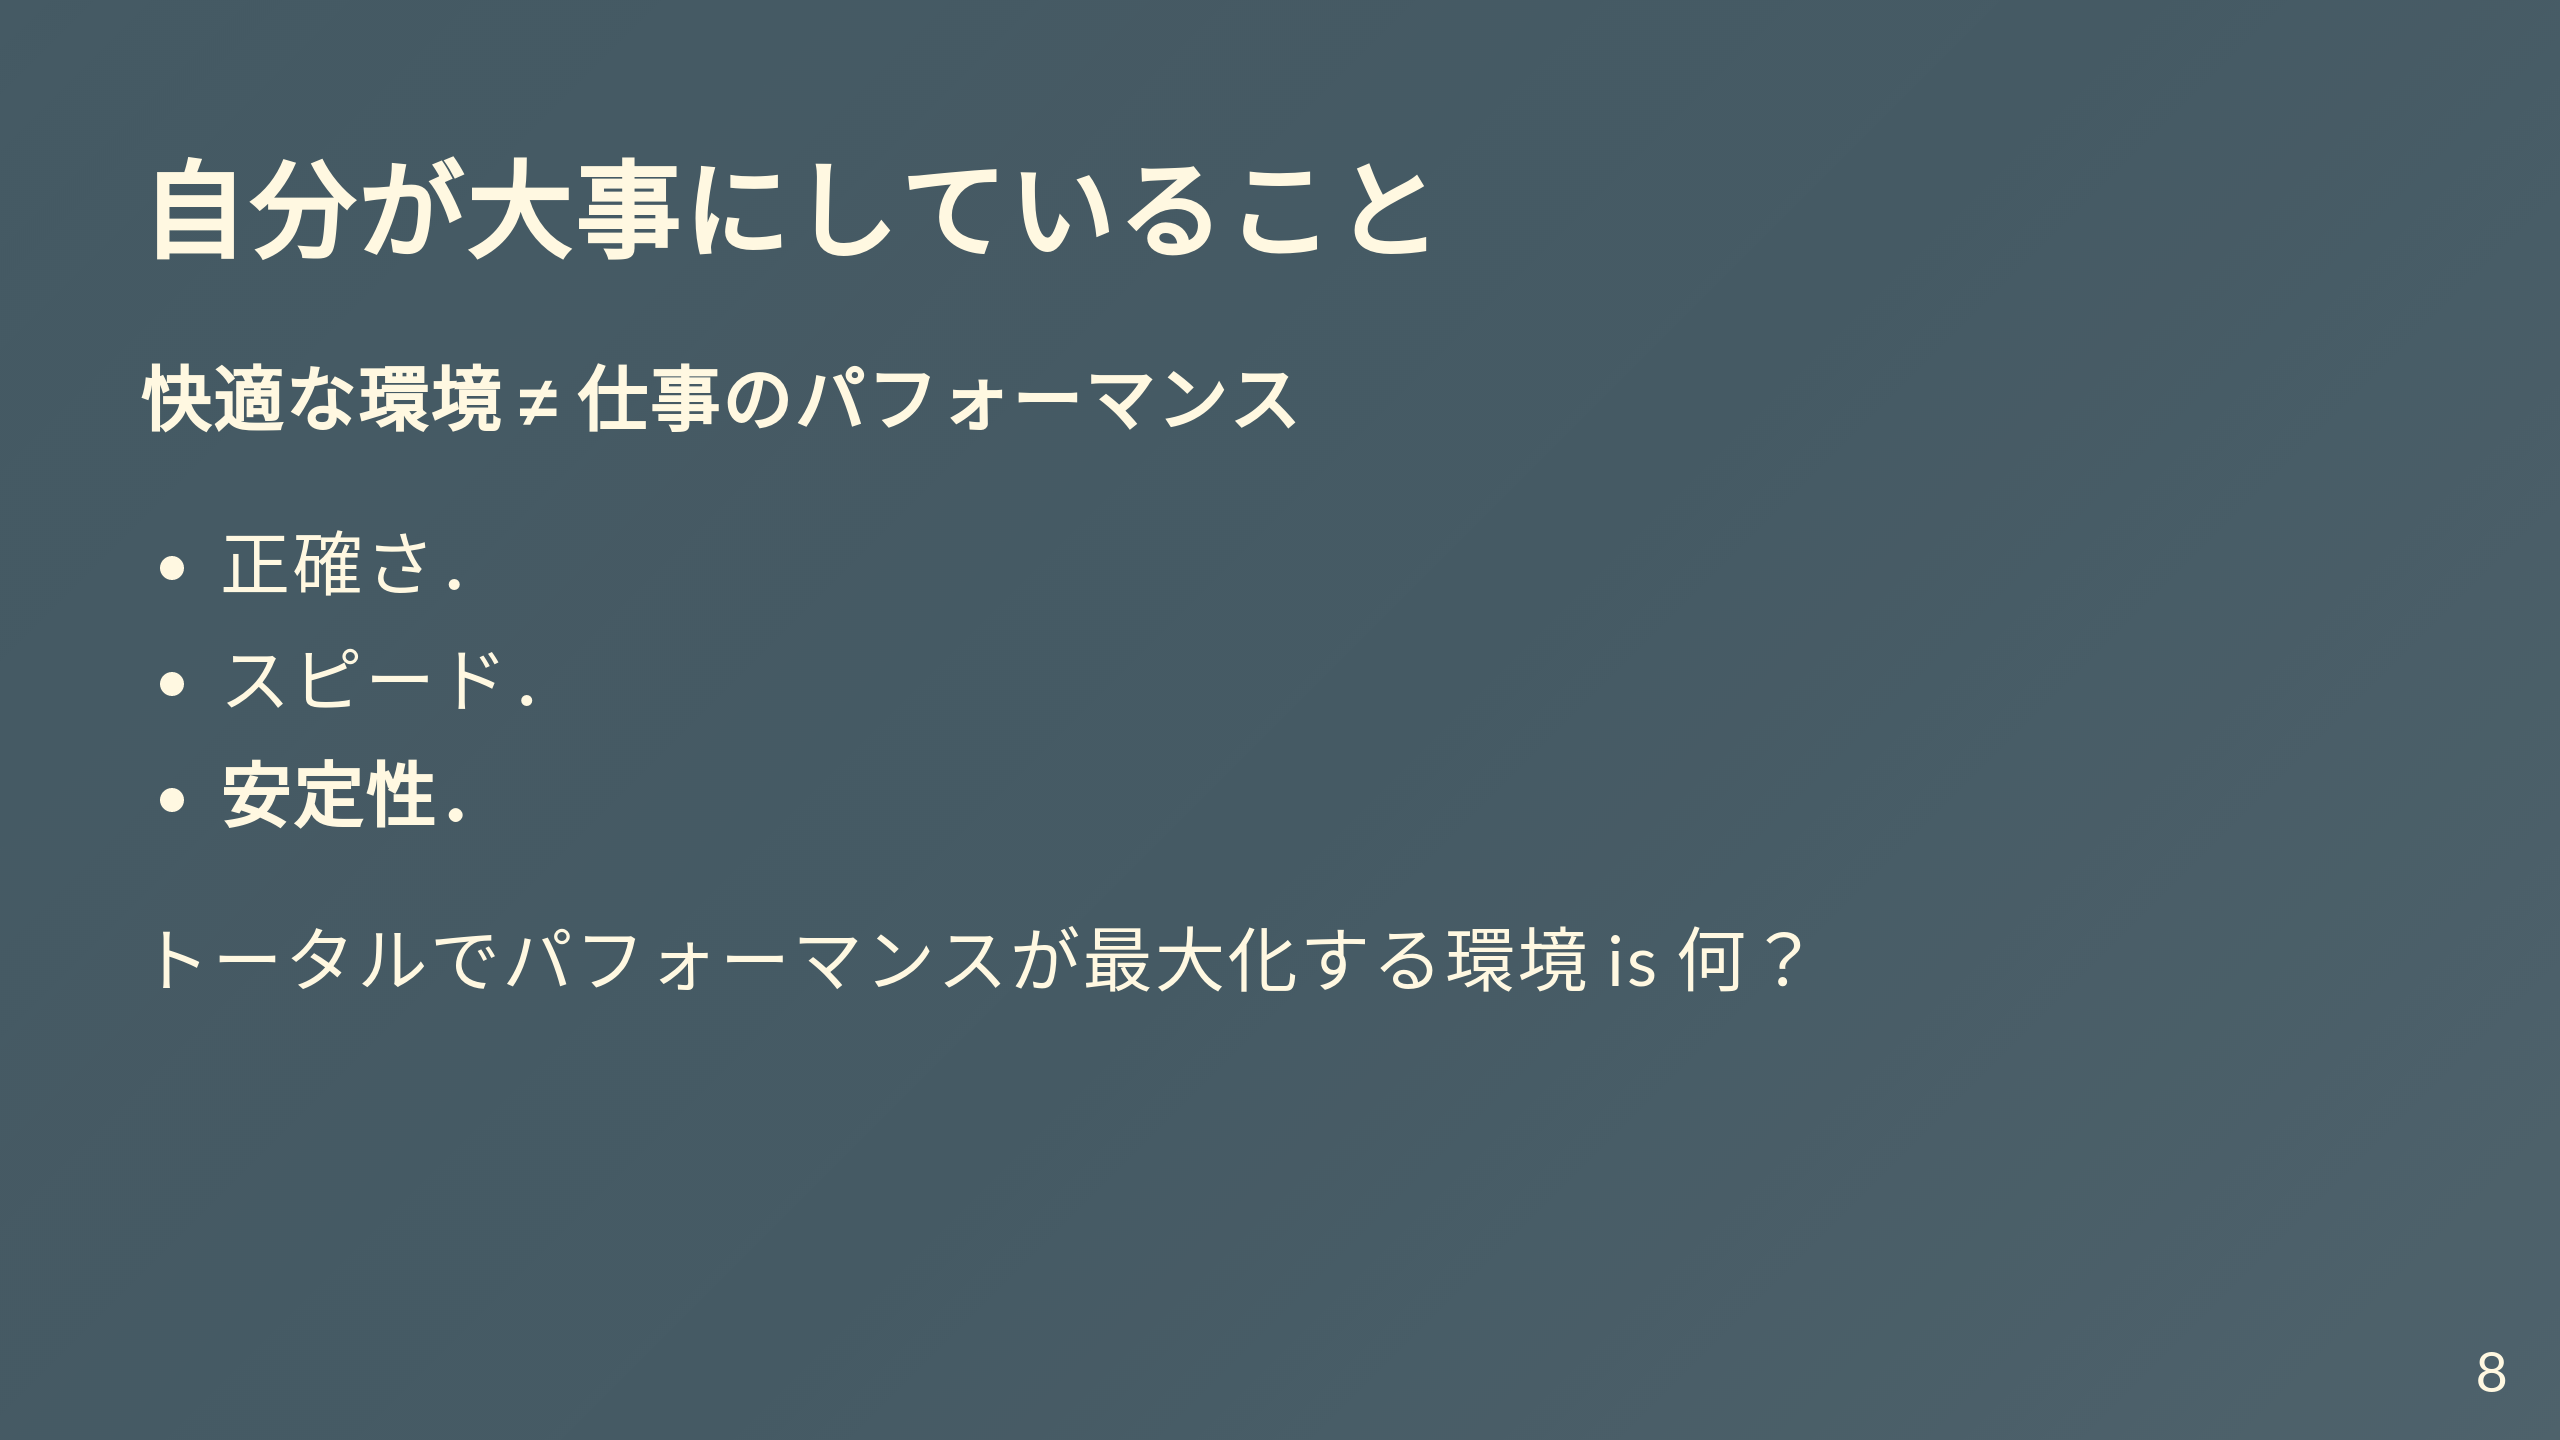 自分が大事にしていること
快適な環境 ≠ 仕事のパフォーマンス
• 正確さ．
• スピード．
• 安定性．
トータルでパフォーマンスが最大化する環境 is 何？
8